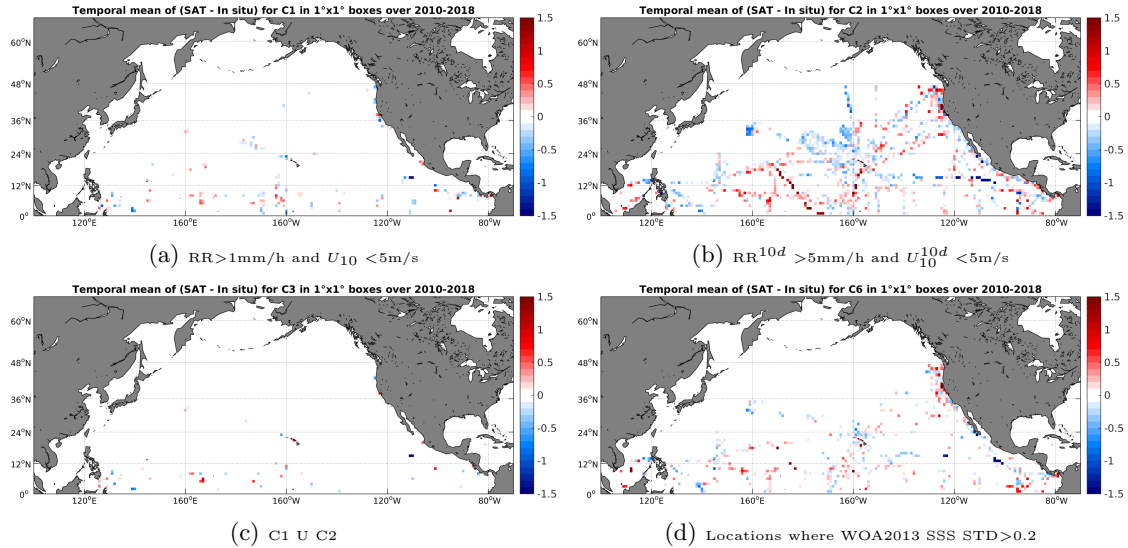 Temporal mean of (SAT - In situ) for C1 in 1°x1° boxes over 2010-2018
60°N
48°N
36°N
24°N
12°N
0°
120°E
160°E
160°W
120°W
80°W
1.5
1
0.5
0
-0.5
-1
-1.5
(a) RR>1mm/h and U10 <5m/s
Temporal mean of (SAT - In situ) for C2 in 1°x1° boxes over 2010-2018
60°N
48°N
36°N
24°N
12°N
0°
120°E
160°E
160°W
120°W
80°W
1.5
1
0.5
0
-0.5
-1
-1.5
(b) RR^10d >5mm/h and U10^10d <5m/s
Temporal mean of (SAT - In situ) for C3 in 1°x1° boxes over 2010-2018
60°N
48°N
36°N
24°N
12°N
0°
120°E
160°E
160°W
120°W
80°W
1.5
1
0.5
0
-0.5
-1
-1.5
(c) C1 U C2
Temporal mean of (SAT - In situ) for C6 in 1°x1° boxes over 2010-2018
60°N
48°N
36°N
24°N
12°N
0°
120°E
160°E
160°W
120°W
80°W
1.5
1
0.5
0
-0.5
-1
-1.5
(d) Locations where WOA2013 SSS STD>0.2